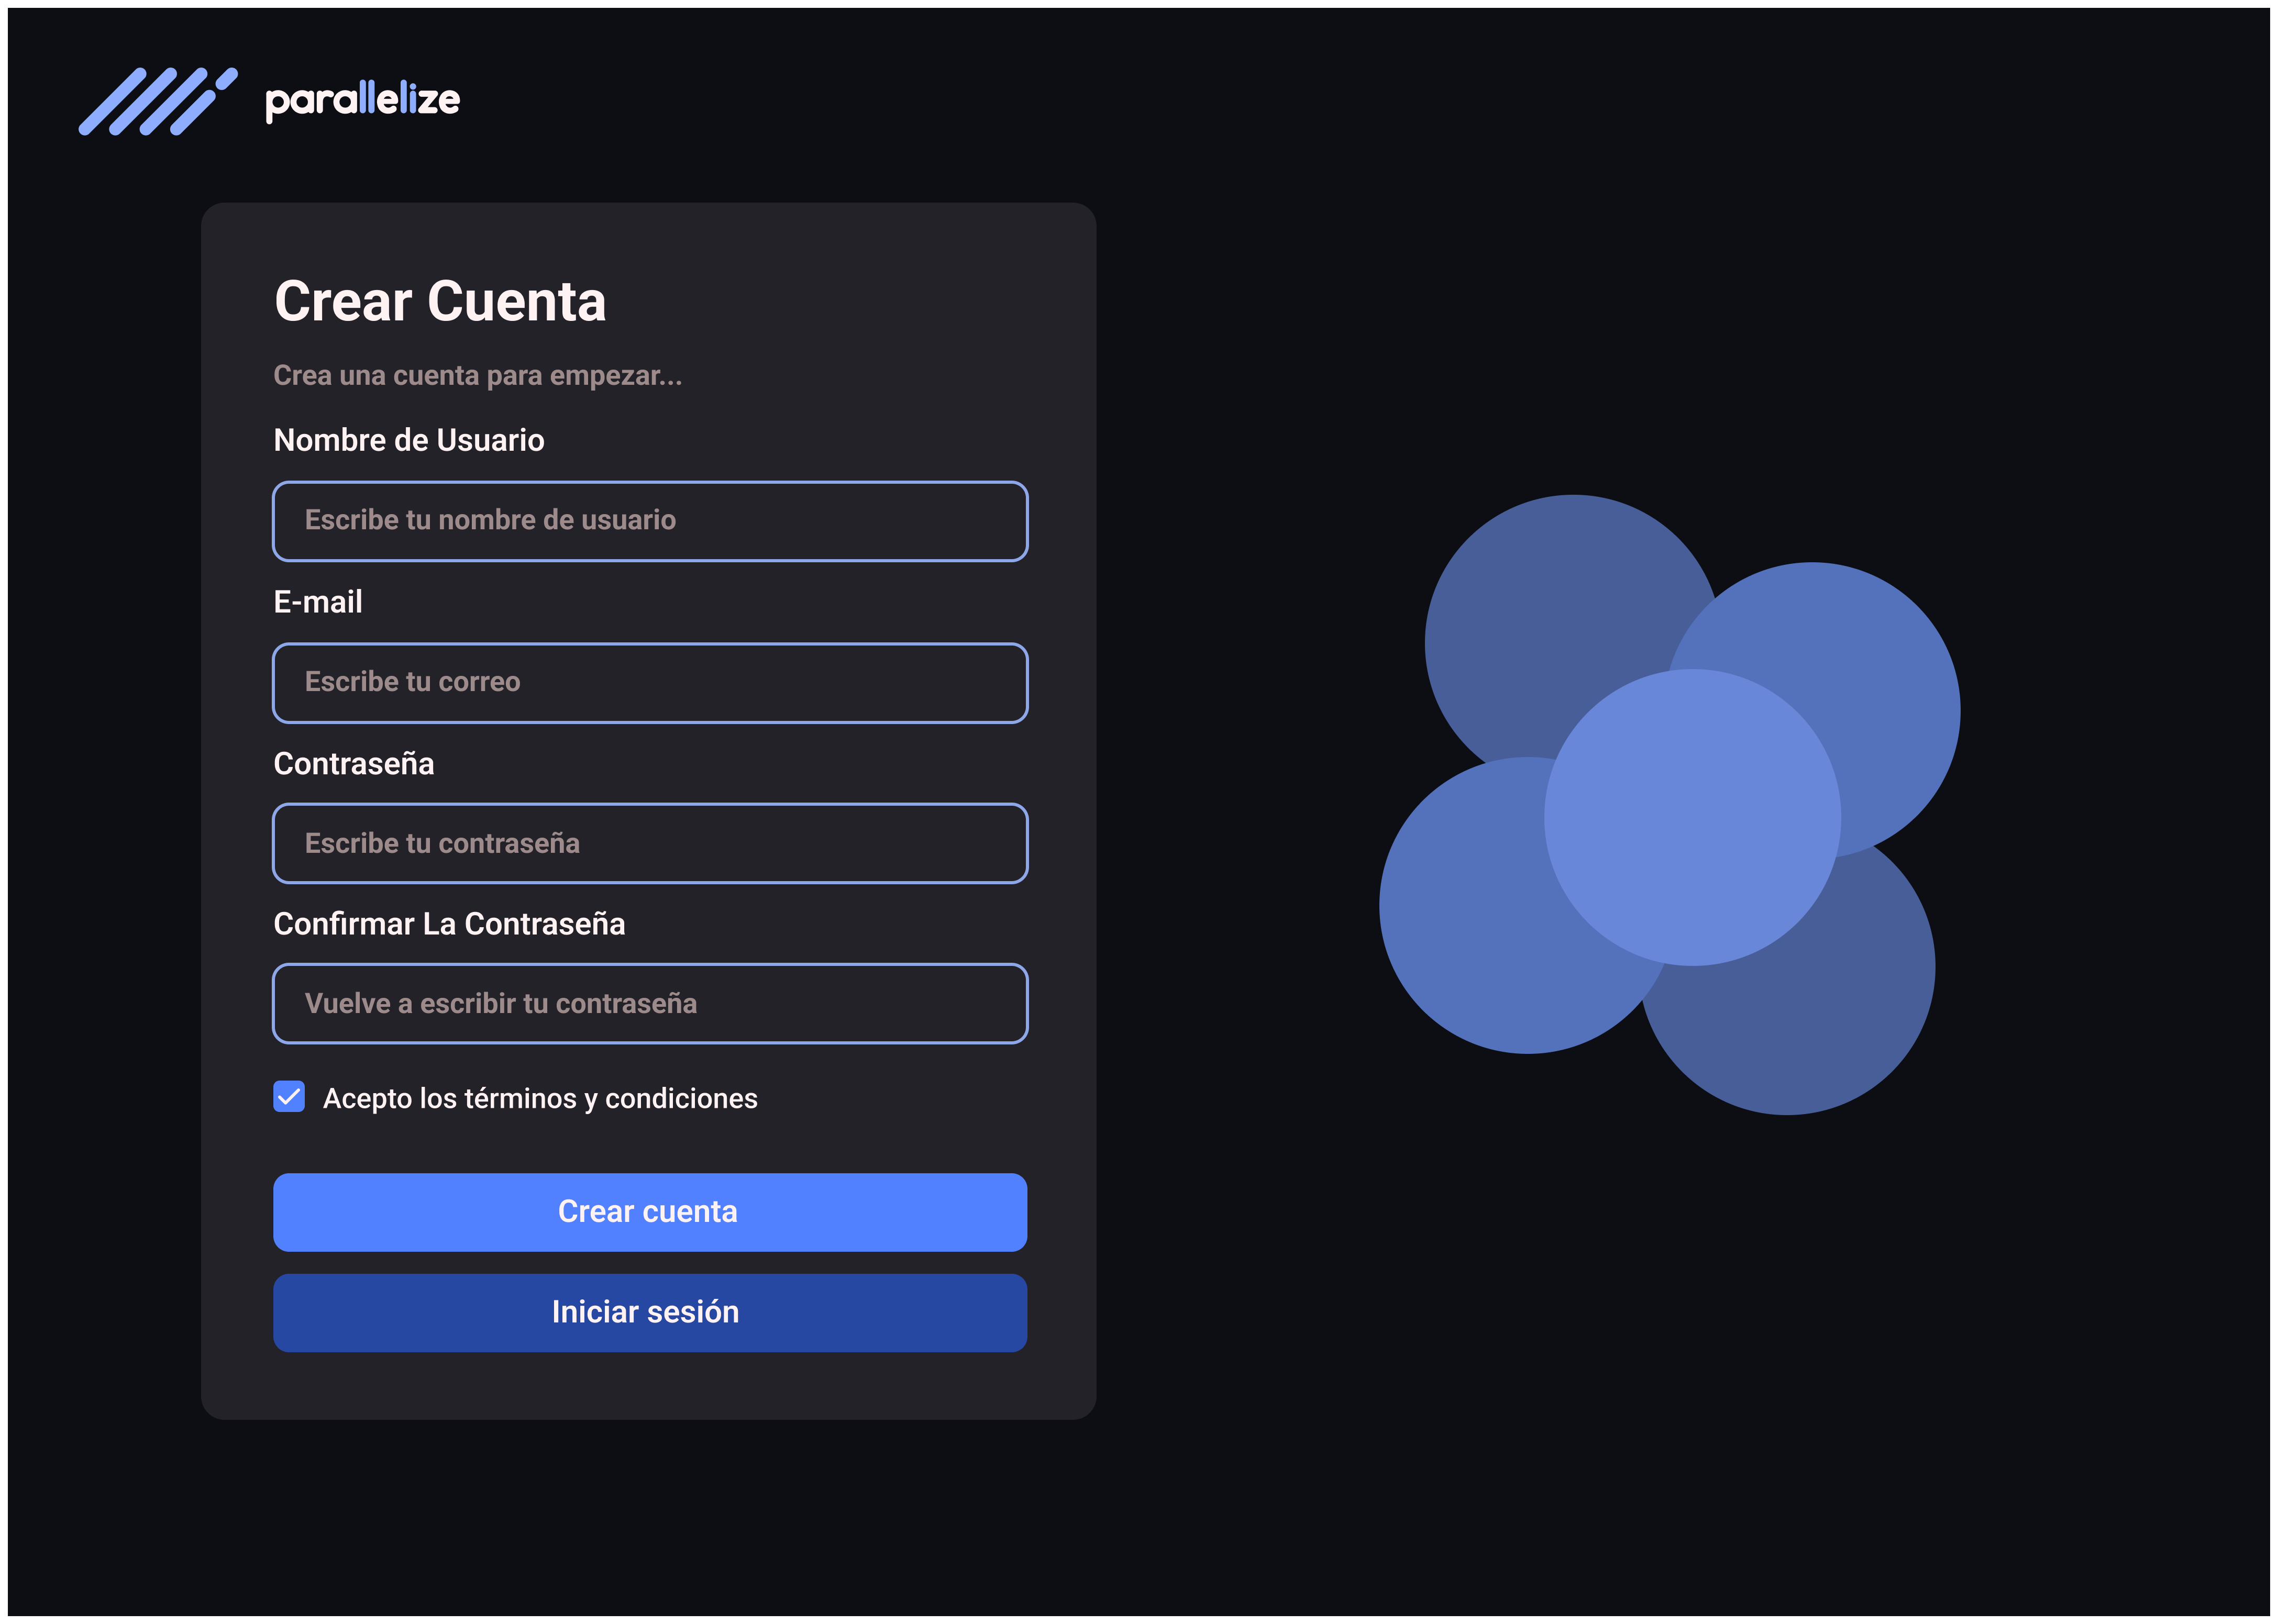 parallelize
Crear Cuenta
Crea una cuenta para empezar...
Nombre de Usuario
Escribe tu nombre de usuario
E-mail
Escribe tu correo
Contraseña
Escribe tu contraseña
Confirmar La Contraseña
Vuelve a escribir tu contraseña
Acepto los términos y condiciones
Crear cuenta
Iniciar sesión